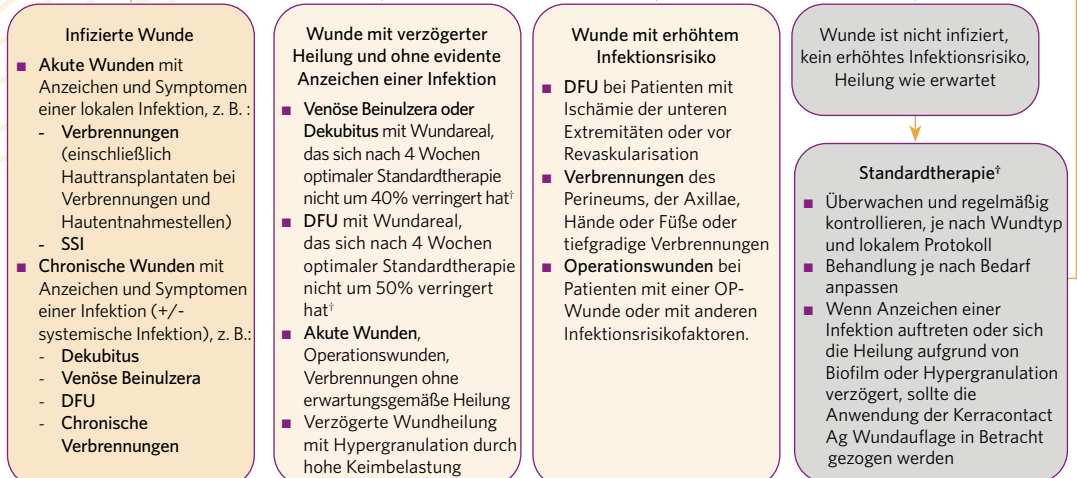 Infizierte Wunde
■ Akute Wunden mit
Anzeichen und Symptomen
einer lokalen Infektion, z. B. :
- Verbrennungen
(einschließlich
Hauttransplantaten bei
Verbrennungen und
Hautentnahmestellen)
- SSI
■ Chronische Wunden mit
Anzeichen und Symptomen
einer Infektion (+/-
systemische Infektion), z. B.:
- Dekubitus
- Venöse Beinulzera
- DFU
- Chronische
Verbrennungen
Wunde mit verzögerter
Heilung und ohne evidente
Anzeichen einer Infektion
■ Venöse Beinulzera oder
Dekubitus mit Wundareal,
das sich nach 4 Wochen
optimaler Standardtherapie
nicht um 40% verringert hat†
■ DFU mit Wundareal,
das sich nach 4 Wochen
optimaler Standardtherapie
nicht um 50% verringert
hat†
■ Akute Wunden,
Operationswunden,
Verbrennungen ohne
erwartungsgemäße Heilung
■ Verzögerte Wundheilung
mit Hypergranulation durch
hohe Keimbelastung
Wunde mit erhöhtem
Infektionsrisiko
■ DFU bei Patienten mit
Ischämie der unteren
Extremitäten oder vor
Revaskularisation
■ Verbrennungen des
Perineums, der Axillae,
Hände oder Füße oder
tiefgradige Verbrennungen
■ Operationswunden bei
Patienten mit einer OP-
Wunde oder mit anderen
Infektionsrisikofaktoren.
Wunde ist nicht infiziert,
kein erhöhtes Infektionsrisiko,
Heilung wie erwartet
Standardtherapie†
■ Überwachen und regelmäßig
kontrollieren, je nach Wundtyp
und lokalem Protokoll
■ Behandlung je nach Bedarf
anpassen
■ Wenn Anzeichen einer
Infektion auftreten oder sich
die Heilung aufgrund von
Biofilm oder Hypergranulation
verzögert, sollte die
Anwendung der Kerracontact
Ag Wundauflage in Betracht
gezogen werden